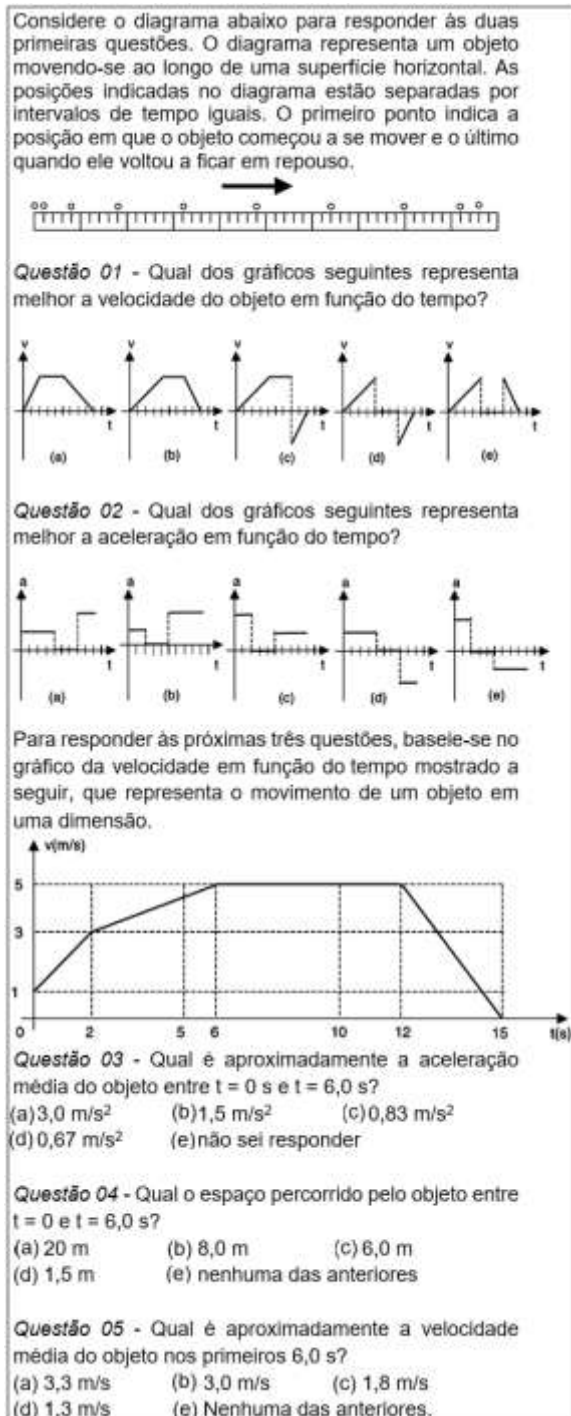 Considere o diagrama abaixo para responder às duas
primeiras questões. O diagrama representa um objeto
movendo-se ao longo de uma superfície horizontal. As
posições indicadas no diagrama estão separadas por
intervalos de tempo iguais. O primeiro ponto indica a
posição em que o objeto começou a se mover e o último
quando ele voltou a ficar em repouso.
Questão 01 - Qual dos gráficos seguintes representa
melhor a velocidade do objeto em função do tempo?
v v v v v
t t t t t
(a) (b) (c) (d) (e)
Questão 02 - Qual dos gráficos seguintes representa
melhor a aceleração em função do tempo?
a a a a a
t t t t t
(a) (b) (c) (d) (e)
Para responder às próximas três questões, baseie-se no
gráfico da velocidade em função do tempo mostrado a
seguir, que representa o movimento de um objeto em
uma dimensão.
v(m/s)
5
3
1
0 2 5 6 10 12 15 t(s)
Questão 03 - Qual é aproximadamente a aceleração
média do objeto entre t = 0 s e t = 6,0 s?
(a) 3,0 m/s² (b) 1,5 m/s² (c) 0,83 m/s²
(d) 0,67 m/s² (e) não sei responder
Questão 04 - Qual o espaço percorrido pelo objeto entre
t = 0 e t = 6,0 s?
(a) 20 m (b) 8,0 m (c) 6,0 m
(d) 1,5 m (e) nenhuma das anteriores
Questão 05 - Qual é aproximadamente a velocidade
média do objeto nos primeiros 6,0 s?
(a) 3,3 m/s (b) 3,0 m/s (c) 1,8 m/s
(d) 1,3 m/s (e) Nenhuma das anteriores.